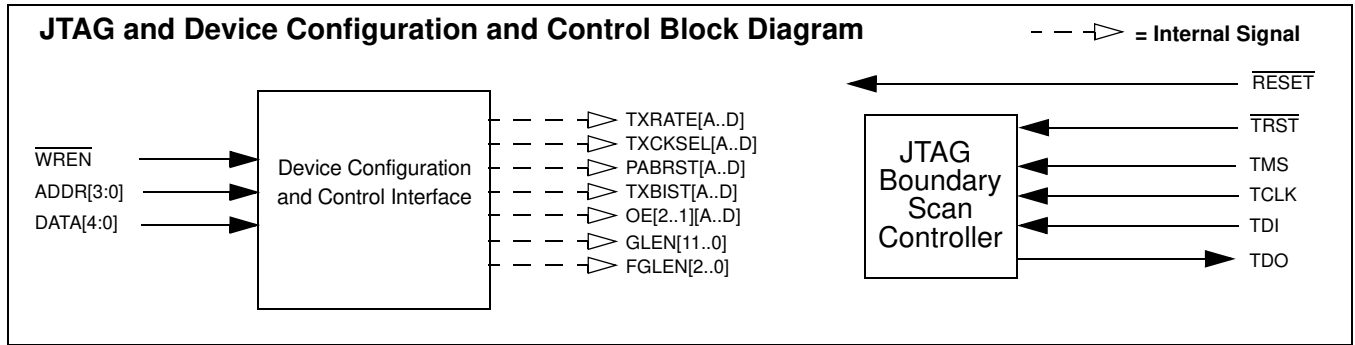 JTAG and Device Configuration and Control Block Diagram
= Internal Signal
WREN
ADDR[3:0]
DATA[4:0]
Device Configuration
and Control Interface
TXRATE[A..D]
TXCKSEL[A..D]
PABRST[A..D]
TXBIST[A..D]
OE[2..1][A..D]
GLEN[11..0]
FGLEN[2..0]
JTAG
Boundary
Scan
Controller
RESET
TRST
TMS
TCLK
TDI
TDO